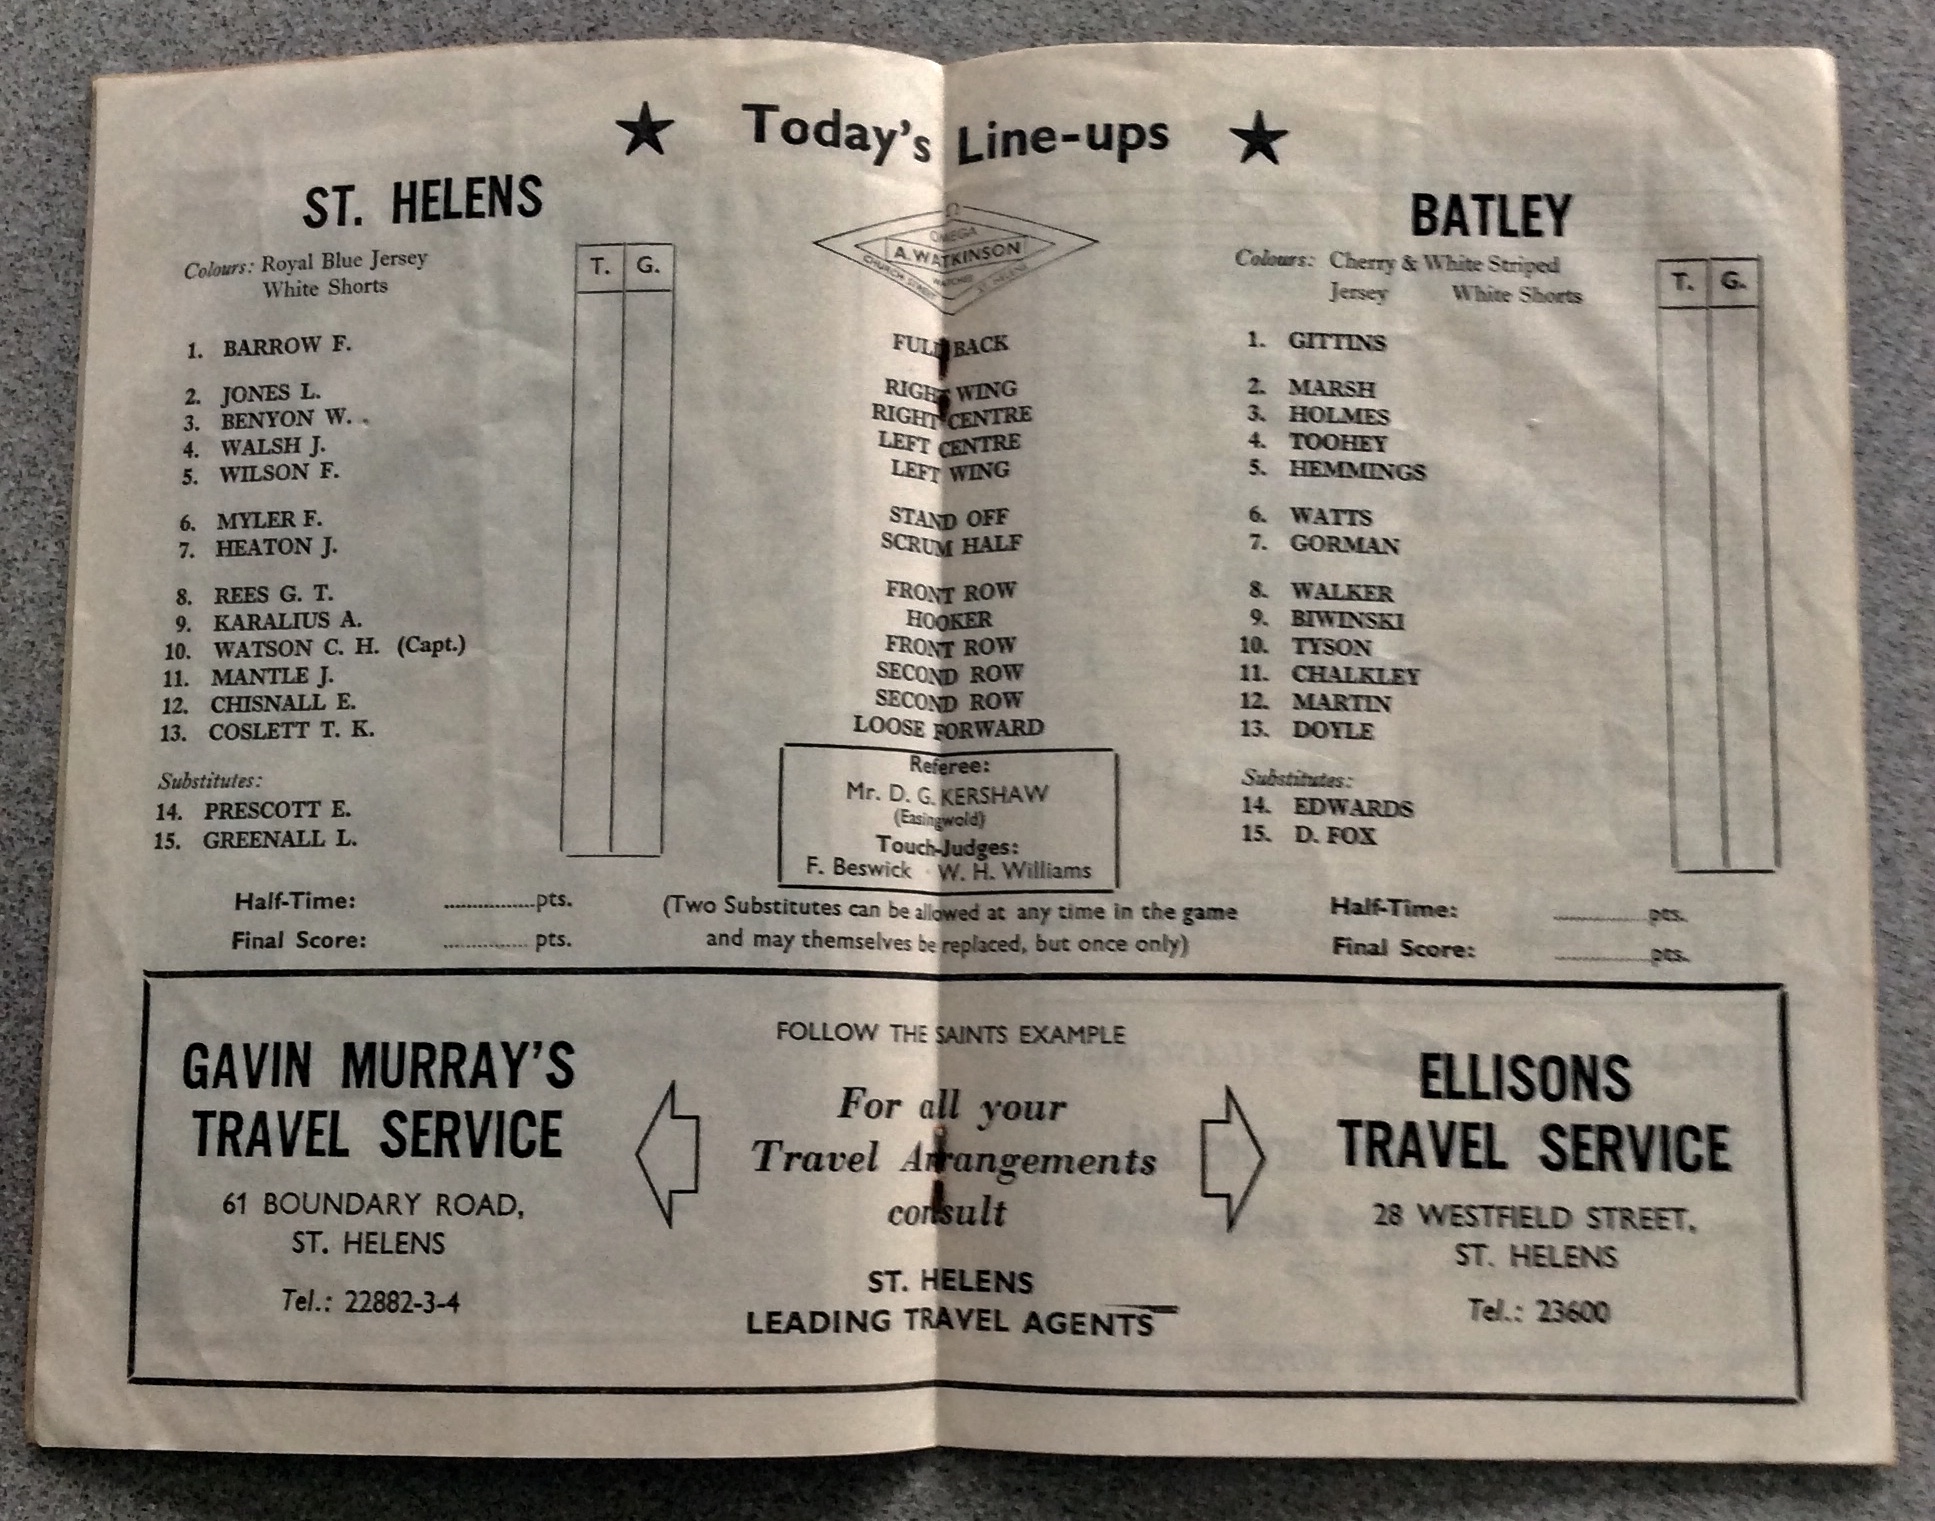 ★ Today's Line-ups ★
ST. HELENS
Colours: Royal Blue Jersey
White Shorts
T. G.
1. BARROW F.
2. JONES L.
3. BENYON W.
4. WALSH J.
5. WILSON F.
6. MYLER F.
7. HEATON J.
8. REES G. T.
9. KARALIUS A.
10. WATSON C. H. (Capt.)
11. MANTLE J.
12. CHISNALL E.
13. COSLETT T. K.
Substitutes:
14. PRESCOTT E.
15. GREENALL L.
Half-Time: ................pts.
Final Score: ............... pts.
Ω
OMEGA
A. WATKINSON
WATCHES
CHURCH STREET ST. HELENS
FULL BACK
RIGHT WING
RIGHT CENTRE
LEFT CENTRE
LEFT WING
STAND OFF
SCRUM HALF
FRONT ROW
HOOKER
FRONT ROW
SECOND ROW
SECOND ROW
LOOSE FORWARD
Referee:
Mr. D. G. KERSHAW
(Easingwold)
Touch-Judges:
F. Beswick W. H. Williams
(Two Substitutes can be allowed at any time in the game
and may themselves be replaced, but once only)
BATLEY
Colours: Cherry & White Striped
Jersey White Shorts
T. G.
1. GITTINS
2. MARSH
3. HOLMES
4. TOOHEY
5. HEMMINGS
6. WATTS
7. GORMAN
8. WALKER
9. BIWINSKI
10. TYSON
11. CHALKLEY
12. MARTIN
13. DOYLE
Substitutes:
14. EDWARDS
15. D. FOX
Half-Time: ................pts.
Final Score: ................pts.
GAVIN MURRAY'S
TRAVEL SERVICE
61 BOUNDARY ROAD,
ST. HELENS
Tel.: 22882-3-4
FOLLOW THE SAINTS EXAMPLE
For all your
Travel Arrangements
consult
ST. HELENS
LEADING TRAVEL AGENTS
ELLISONS
TRAVEL SERVICE
28 WESTFIELD STREET,
ST. HELENS
Tel.: 23600